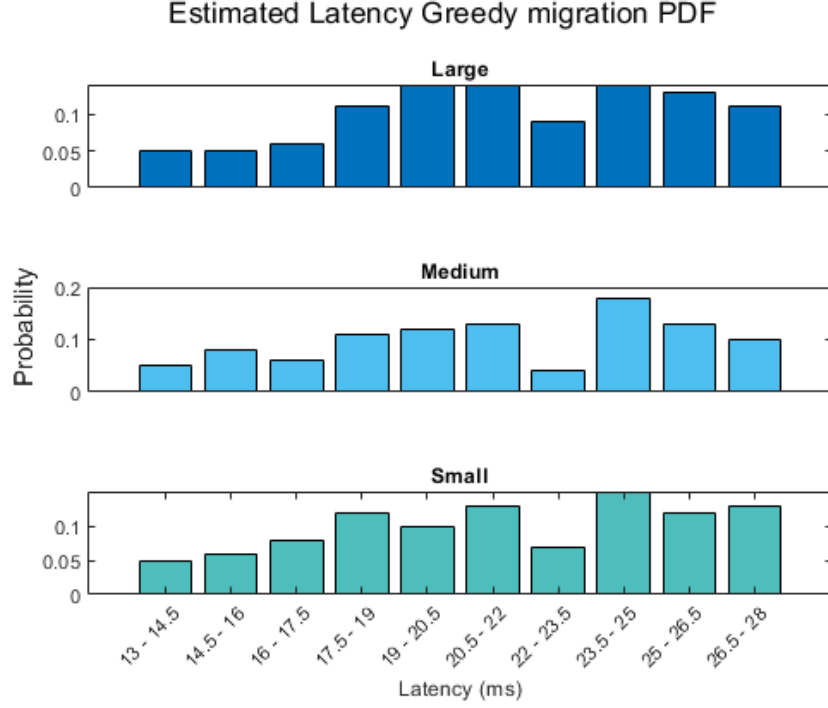 Estimated Latency Greedy migration PDF
Large
0.1
0.05
0
Medium
0.2
0.1
0
Probability
Small
0.1
0.05
0
13 - 14.5
14.5 - 16
16 - 17.5
17.5 - 19
19 - 20.5
20.5 - 22
22 - 23.5
23.5 - 25
25 - 26.5
26.5 - 28
Latency (ms)